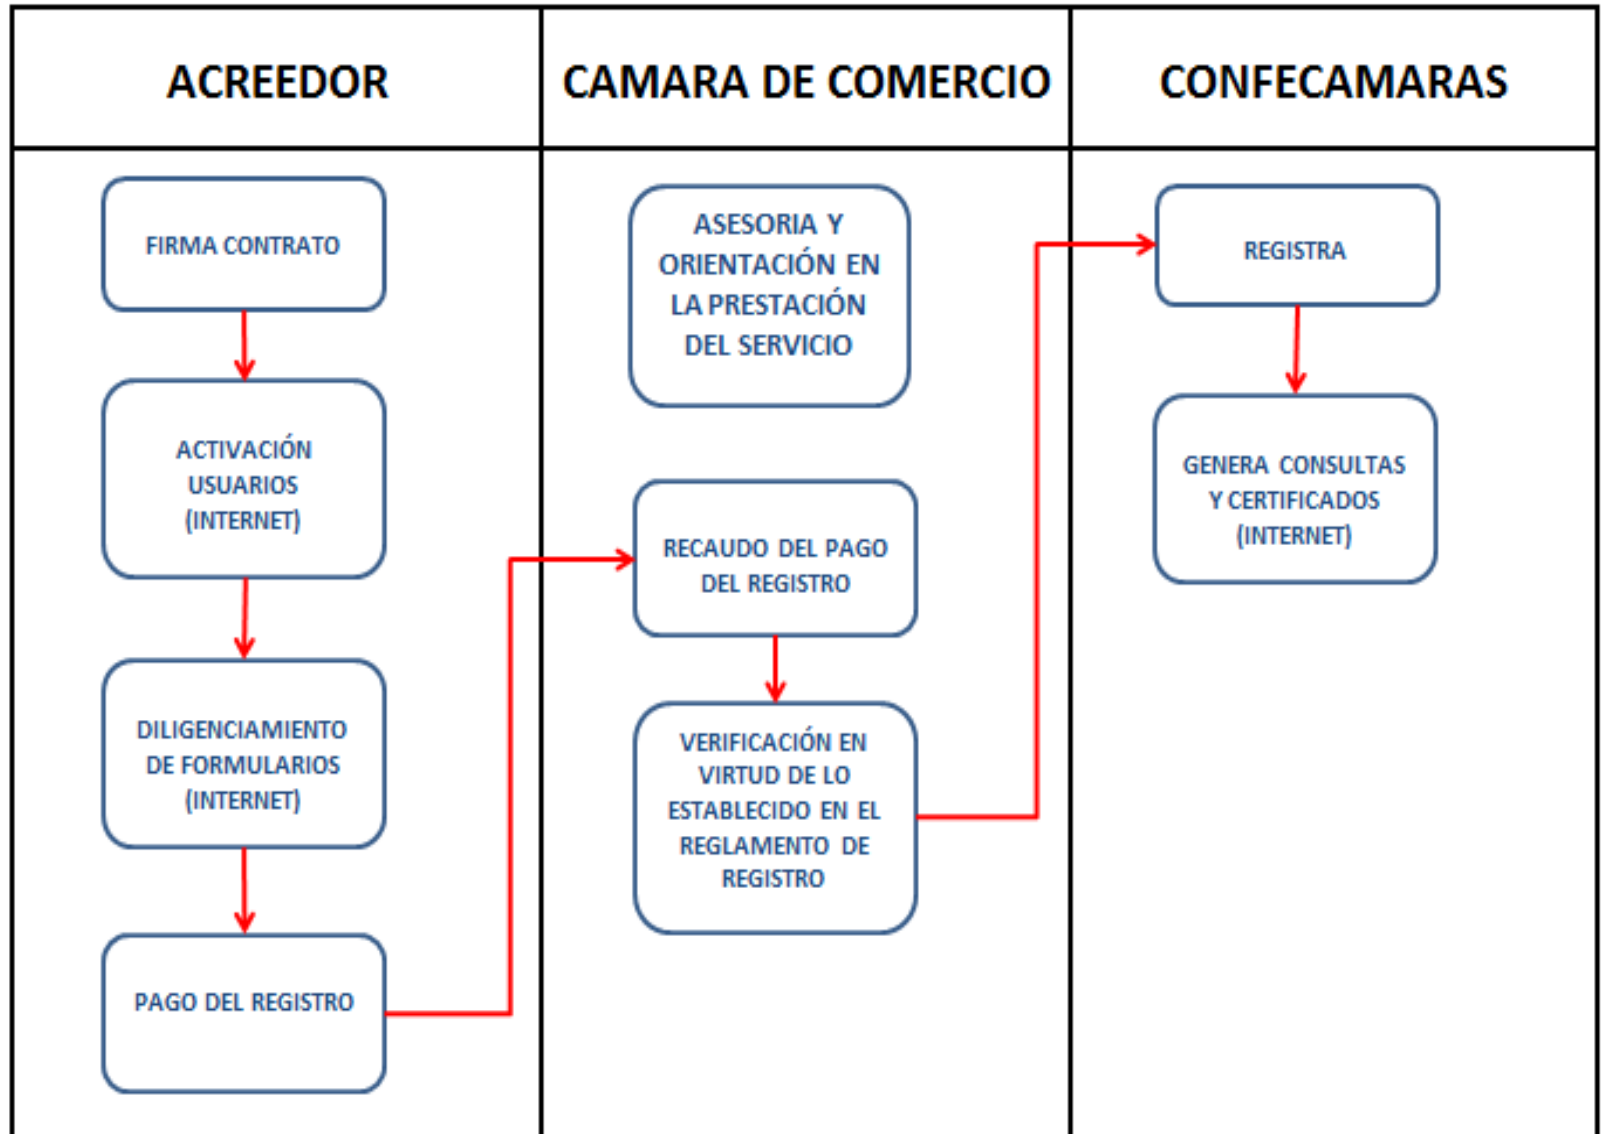 ACREEDOR
CAMARA DE COMERCIO
CONFECAMARAS
FIRMA CONTRATO
ACTIVACIÓN
USUARIOS
(INTERNET)
DILIGENCIAMIENTO
DE FORMULARIOS
(INTERNET)
PAGO DEL REGISTRO
ASESORIA Y
ORIENTACIÓN EN
LA PRESTACIÓN
DEL SERVICIO
RECAUDO DEL PAGO
DEL REGISTRO
VERIFICACIÓN EN
VIRTUD DE LO
ESTABLECIDO EN EL
REGLAMENTO DE
REGISTRO
REGISTRA
GENERA CONSULTAS
Y CERTIFICADOS
(INTERNET)